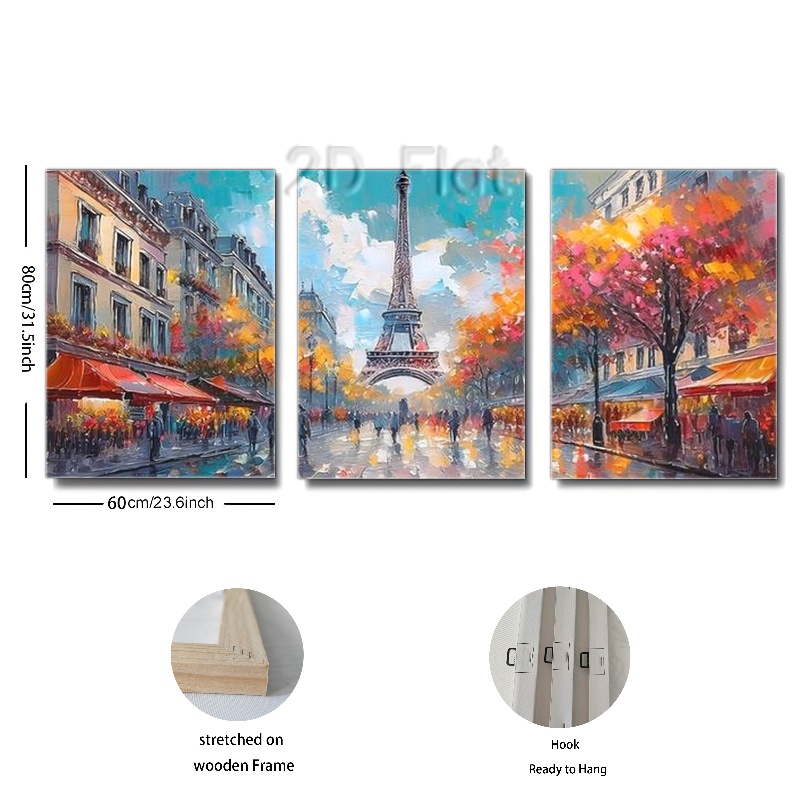 2D Flat
80cm/31.5inch
60cm/23.6inch
stretched on
wooden Frame
Hook
Ready to Hang